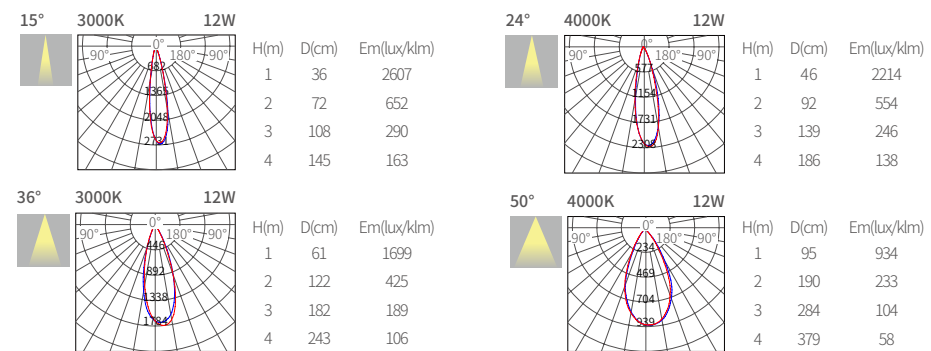 15° 3000K 12W
H(m) D(cm) Em(lux/klm)
0°
90° 180° 90°
682
1365
2048
2731
1 36 2607
2 72 652
3 108 290
4 145 163
24° 4000K 12W
H(m) D(cm) Em(lux/klm)
0°
90° 180° 90°
577
1154
1731
2308
1 46 2214
2 92 554
3 139 246
4 186 138
36° 3000K 12W
H(m) D(cm) Em(lux/klm)
0°
90° 180° 90°
446
892
1338
1784
1 61 1699
2 122 425
3 182 189
4 243 106
50° 4000K 12W
H(m) D(cm) Em(lux/klm)
0°
90° 180° 90°
234
469
704
939
1 95 934
2 190 233
3 284 104
4 379 58